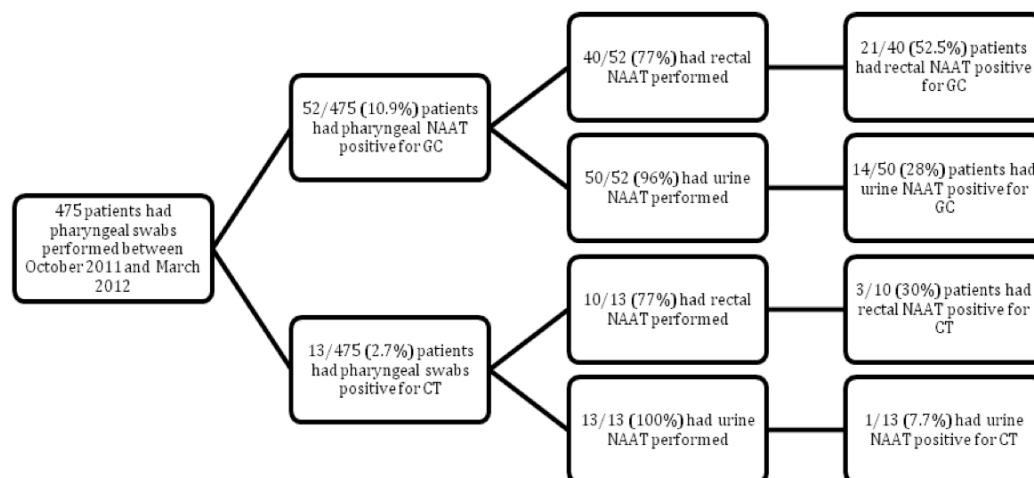 475 patients had
pharyngeal swabs
performed between
October 2011 and March
2012
52/475 (10.9%) patients
had pharyngeal NAAT
positive for GC
13/475 (2.7%) patients
had pharyngeal swabs
positive for CT
40/52 (77%) had rectal
NAAT performed
50/52 (96%) had urine
NAAT performed
10/13 (77%) had rectal
NAAT performed
13/13 (100%) had urine
NAAT performed
21/40 (52.5%) patients
had rectal NAAT positive
for GC
14/50 (28%) patients had
urine NAAT positive for
GC
3/10 (30%) patients had
rectal NAAT positive for
CT
1/13 (7.7%) had urine
NAAT positive for CT